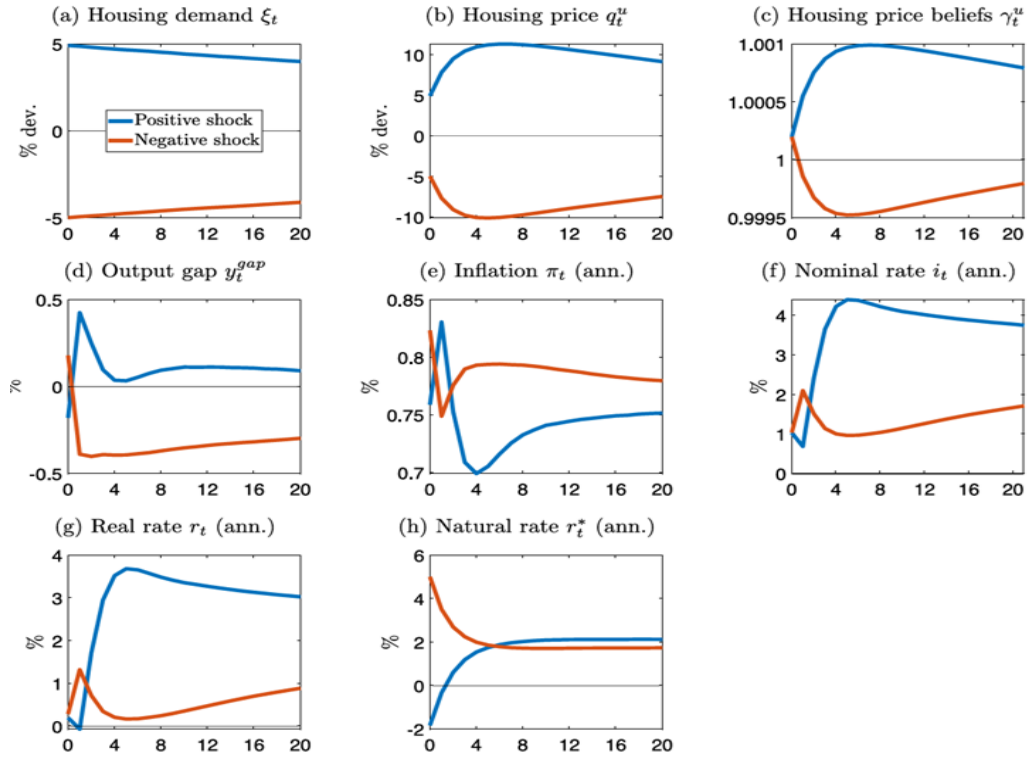 (a) Housing demand ξt
(b) Housing price q_t^u
(c) Housing price beliefs γ_t^u
5
0
-5
% dev.
Positive shock
Negative shock
0 4 8 12 16 20
10
5
0
-5
-10
% dev.
0 4 8 12 16 20
1.001
1.0005
1
0.9995
0 4 8 12 16 20
(d) Output gap y_t^{gap}
(e) Inflation π_t (ann.)
(f) Nominal rate i_t (ann.)
0.5
0
-0.5
%
0 4 8 12 16 20
0.85
0.8
0.75
0.7
%
0 4 8 12 16 20
4
3
2
1
0
%
0 4 8 12 16 20
(g) Real rate r_t (ann.)
(h) Natural rate r_t^* (ann.)
4
3
2
1
0
%
0 4 8 12 16 20
6
4
2
0
-2
%
0 4 8 12 16 20